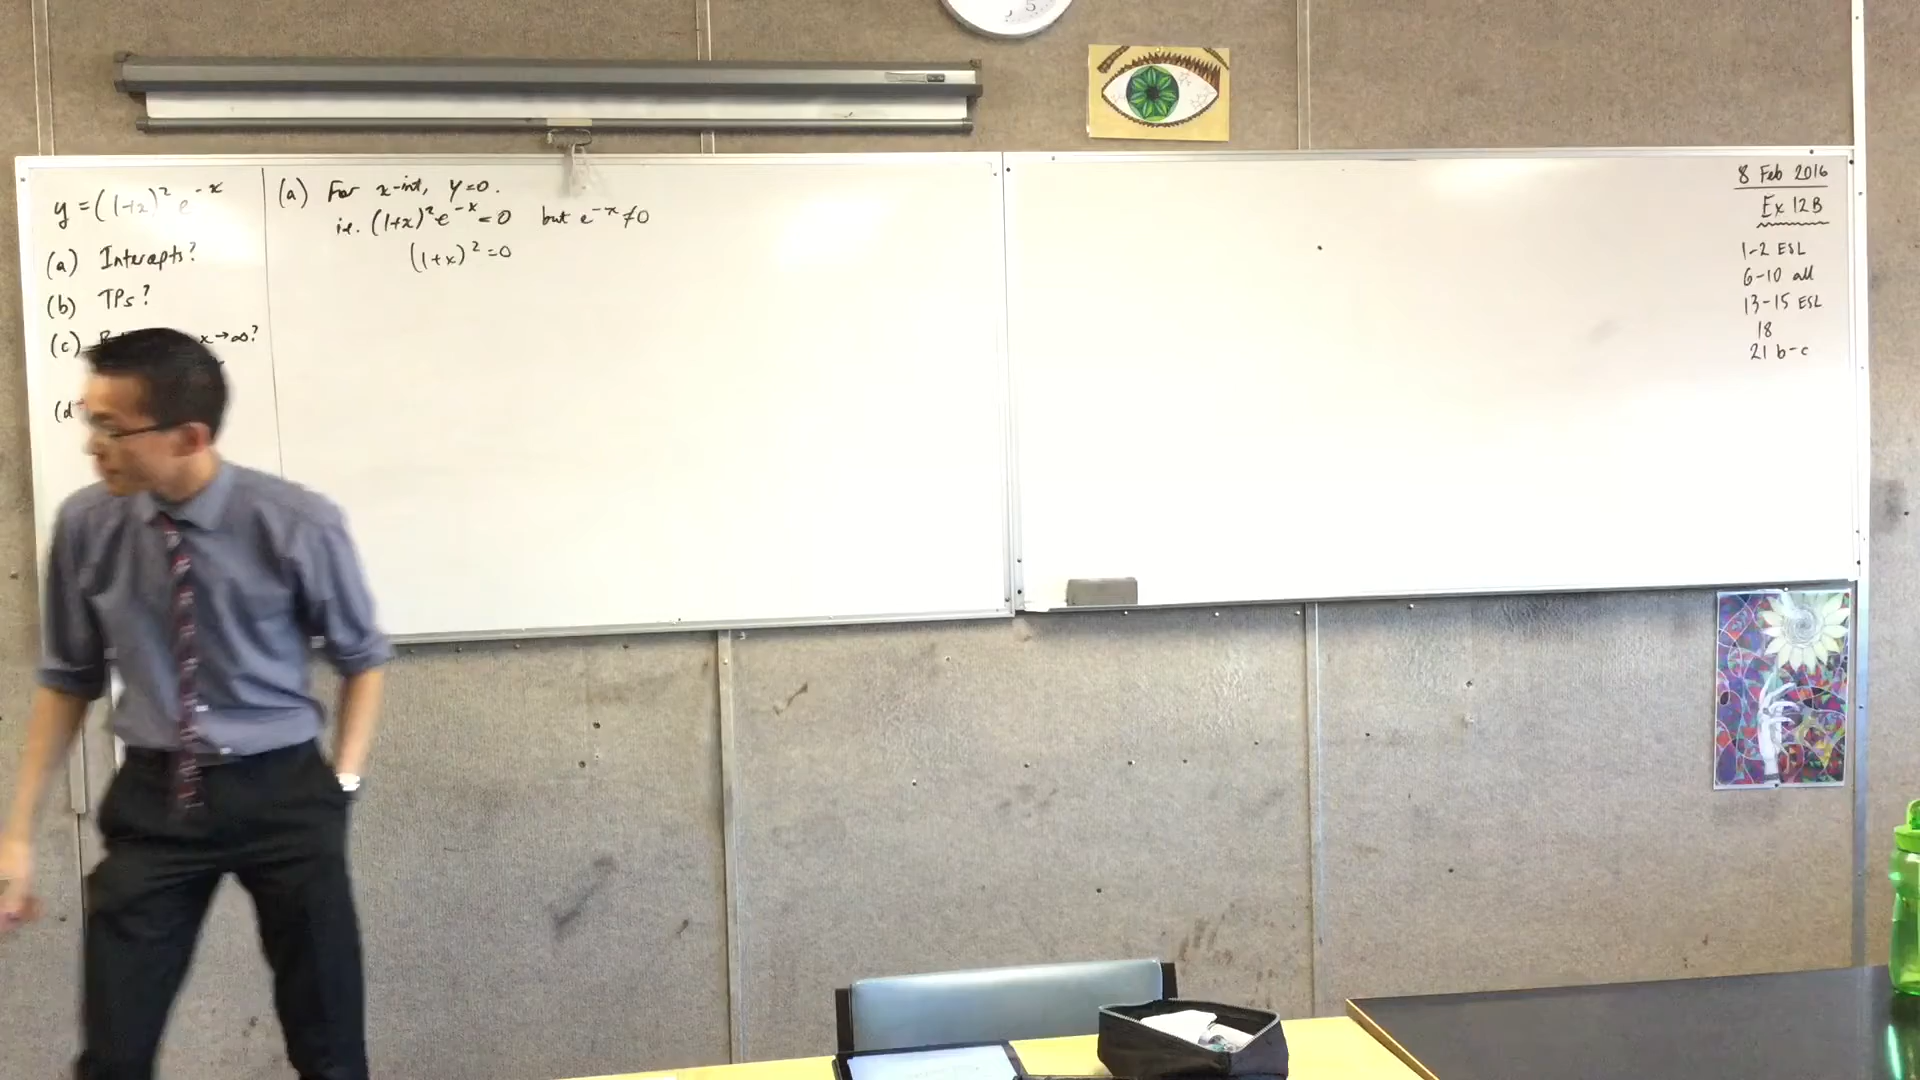 y = (1+x)² e⁻ˣ
(a) Intercepts?
(b) TPs?
(c) x→∞?
(d
(a) For x-int, y=0.
i.e. (1+x)² e⁻ˣ = 0 but e⁻ˣ ≠ 0
(1+x)² = 0
8 Feb 2016
Ex 12B
1-2 ESL
6-10 all
13-15 ESL
18
21 b-c
5